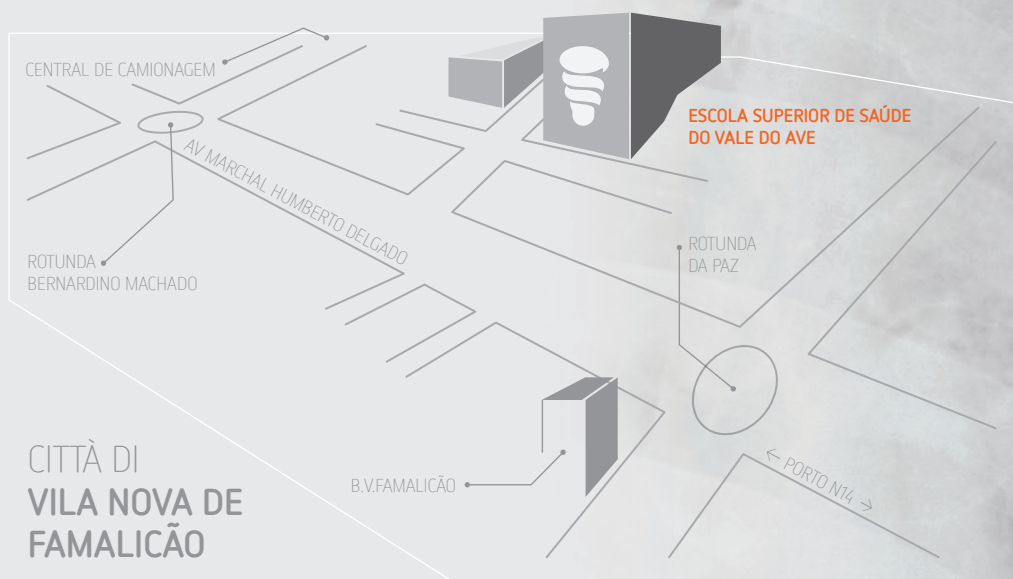 CENTRAL DE CAMIONAGEM
ESCOLA SUPERIOR DE SAÚDE
DO VALE DO AVE
AV MARCHAL HUMBERTO DELGADO
ROTUNDA
BERNARDINO MACHADO
ROTUNDA
DA PAZ
CITTÀ DI
VILA NOVA DE
FAMALICÃO
B.V.FAMALICÃO
← PORTO N14 →